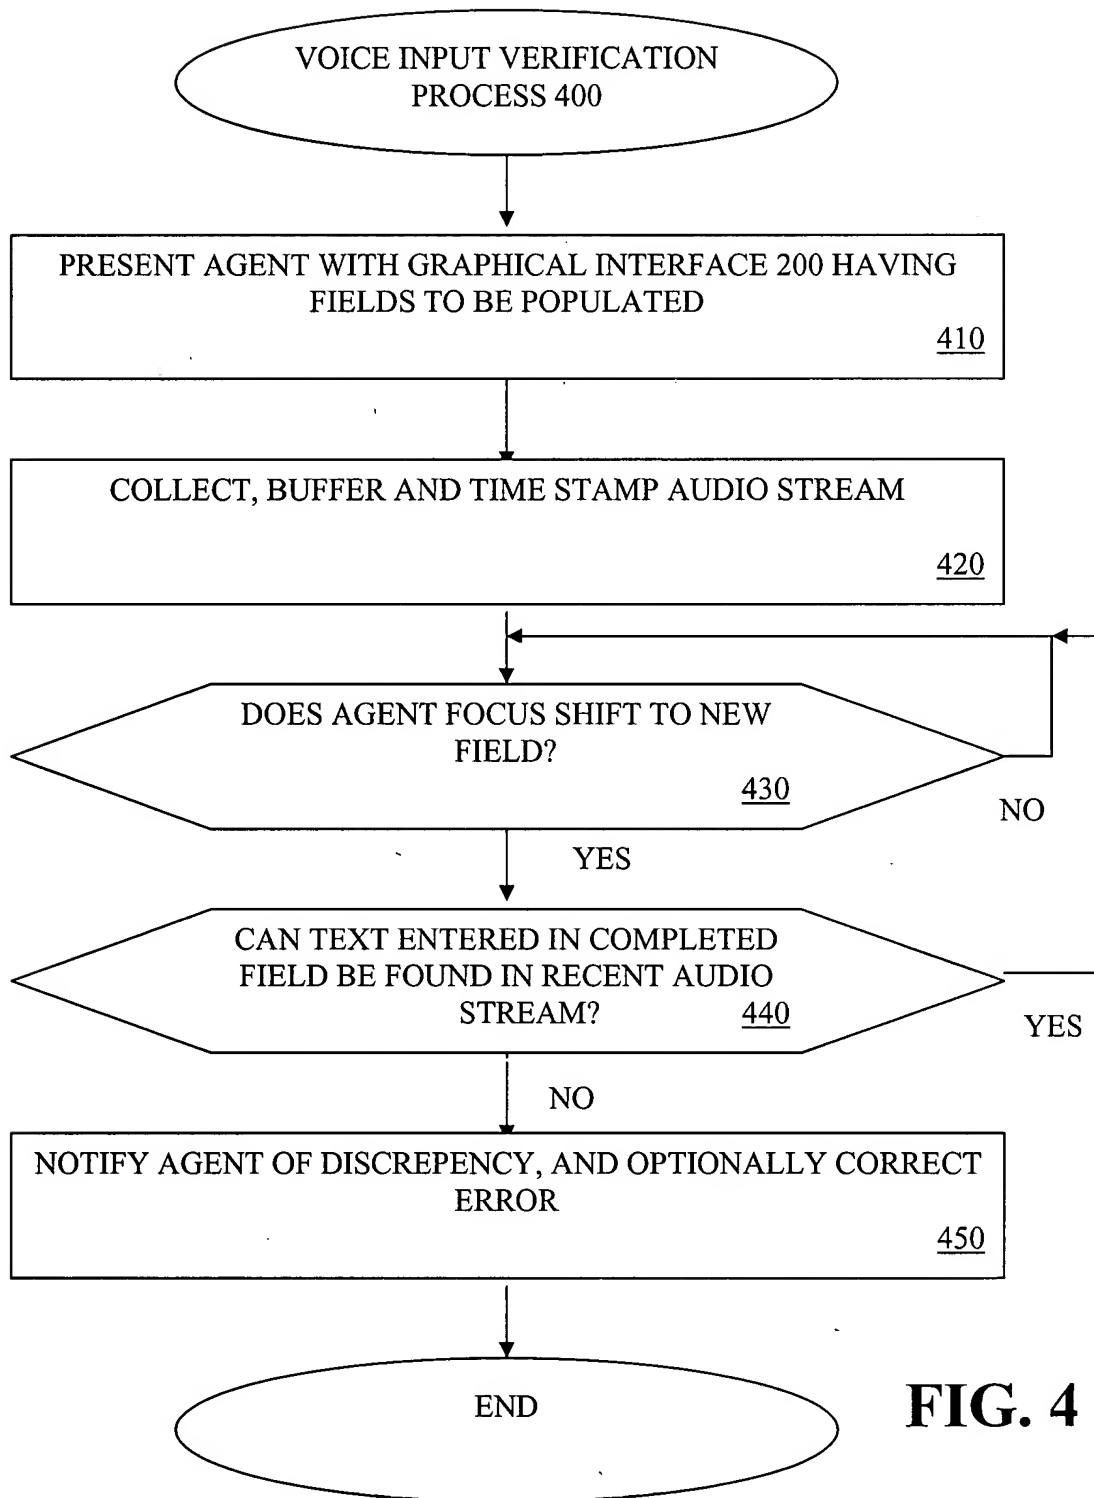 VOICE INPUT VERIFICATION
PROCESS 400
PRESENT AGENT WITH GRAPHICAL INTERFACE 200 HAVING
FIELDS TO BE POPULATED
410
COLLECT, BUFFER AND TIME STAMP AUDIO STREAM
420
DOES AGENT FOCUS SHIFT TO NEW
FIELD?
430
NO
YES
CAN TEXT ENTERED IN COMPLETED
FIELD BE FOUND IN RECENT AUDIO
STREAM?
440
YES
NO
NOTIFY AGENT OF DISCREPENCY, AND OPTIONALLY CORRECT
ERROR
450
END
FIG. 4